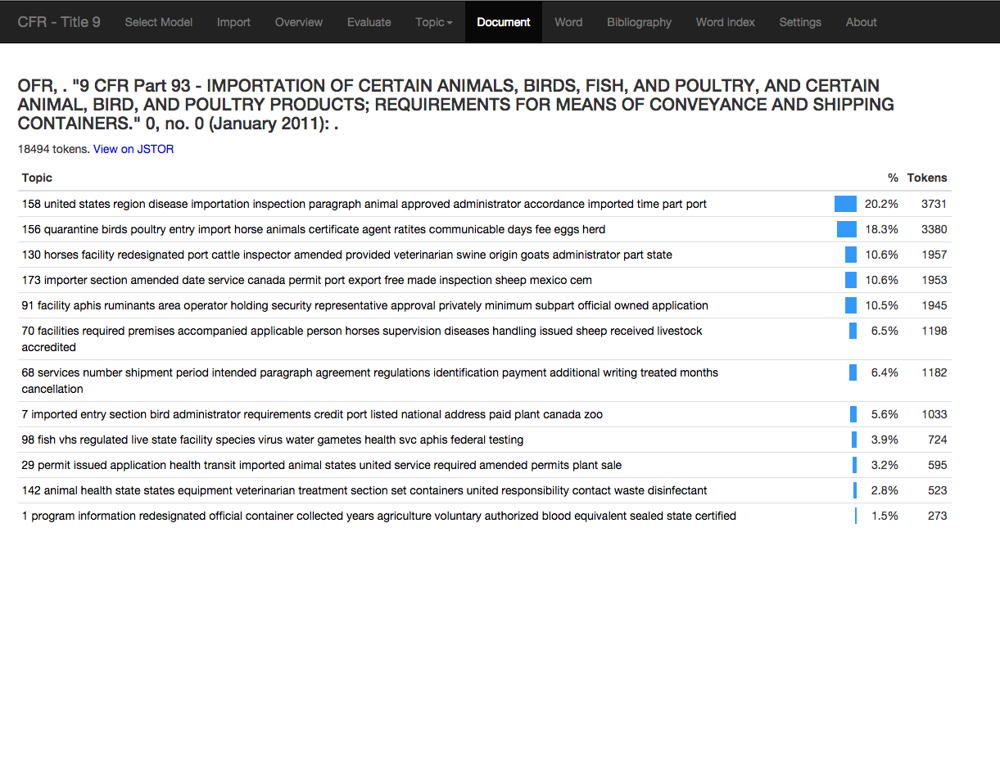 CFR - Title 9 Select Model Import Overview Evaluate Topic Document Word Bibliography Word index Settings About
OFR, . "9 CFR Part 93 - IMPORTATION OF CERTAIN ANIMALS, BIRDS, FISH, AND POULTRY, AND CERTAIN
ANIMAL, BIRD, AND POULTRY PRODUCTS; REQUIREMENTS FOR MEANS OF CONVEYANCE AND SHIPPING
CONTAINERS." 0, no. 0 (January 2011): .
18494 tokens. View on JSTOR
Topic % Tokens
158 united states region disease importation inspection paragraph animal approved administrator accordance imported time part port 20.2% 3731
156 quarantine birds poultry entry import horse animals certificate agent ratites communicable days fee eggs herd 18.3% 3380
130 horses facility redesignated port cattle inspector amended provided veterinarian swine origin goats administrator part state 10.6% 1957
173 importer section amended date service canada permit port export free made inspection sheep mexico cem 10.6% 1953
91 facility aphis ruminants area operator holding security representative approval privately minimum subpart official owned application 10.5% 1945
70 facilities required premises accompanied applicable person horses supervision diseases handling issued sheep received livestock 6.5% 1198
accredited
68 services number shipment period intended paragraph agreement regulations identification payment additional writing treated months 6.4% 1182
cancellation
7 imported entry section bird administrator requirements credit port listed national address paid plant canada zoo 5.6% 1033
98 fish vhs regulated live state facility species virus water gametes health svc aphis federal testing 3.9% 724
29 permit issued application health transit imported animal states united service required amended permits plant sale 3.2% 595
142 animal health state states equipment veterinarian treatment section set containers united responsibility contact waste disinfectant 2.8% 523
1 program information redesignated official container collected years agriculture voluntary authorized blood equivalent sealed state certified 1.5% 273